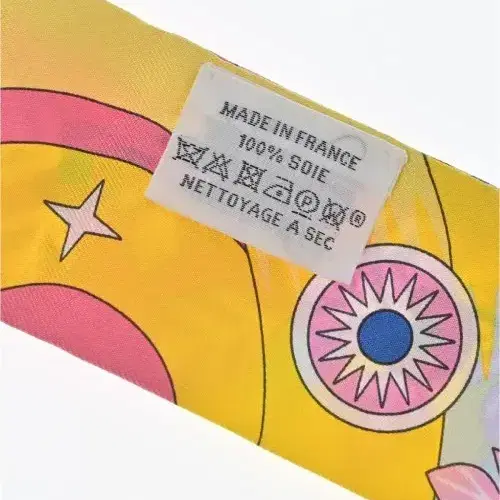 MADE IN FRANCE
100% SOIE
P ®
NETTOYAGE À SEC